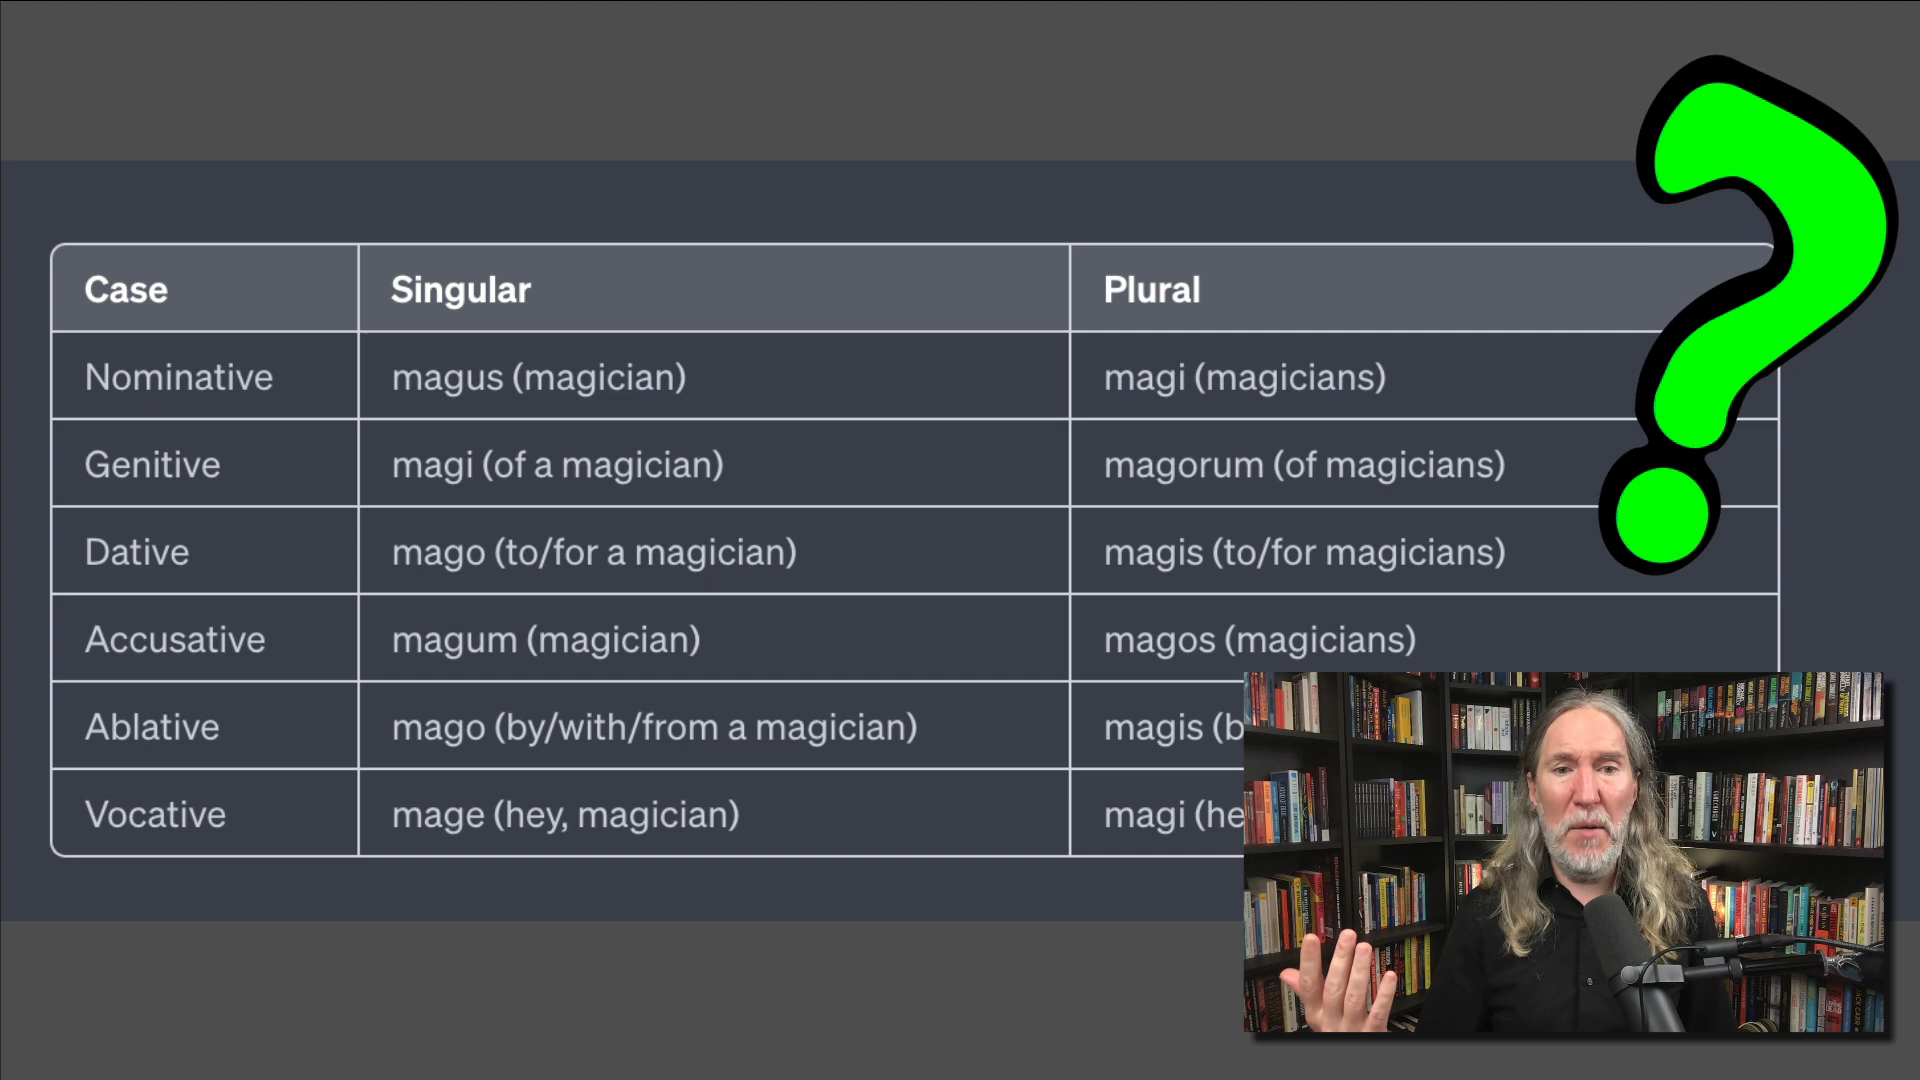 Case Singular Plural
Nominative magus (magician) magi (magicians)
Genitive magi (of a magician) magorum (of magicians)
Dative mago (to/for a magician) magis (to/for magicians)
Accusative magum (magician) magos (magicians)
Ablative mago (by/with/from a magician) magis (b
Vocative mage (hey, magician) magi (he
?